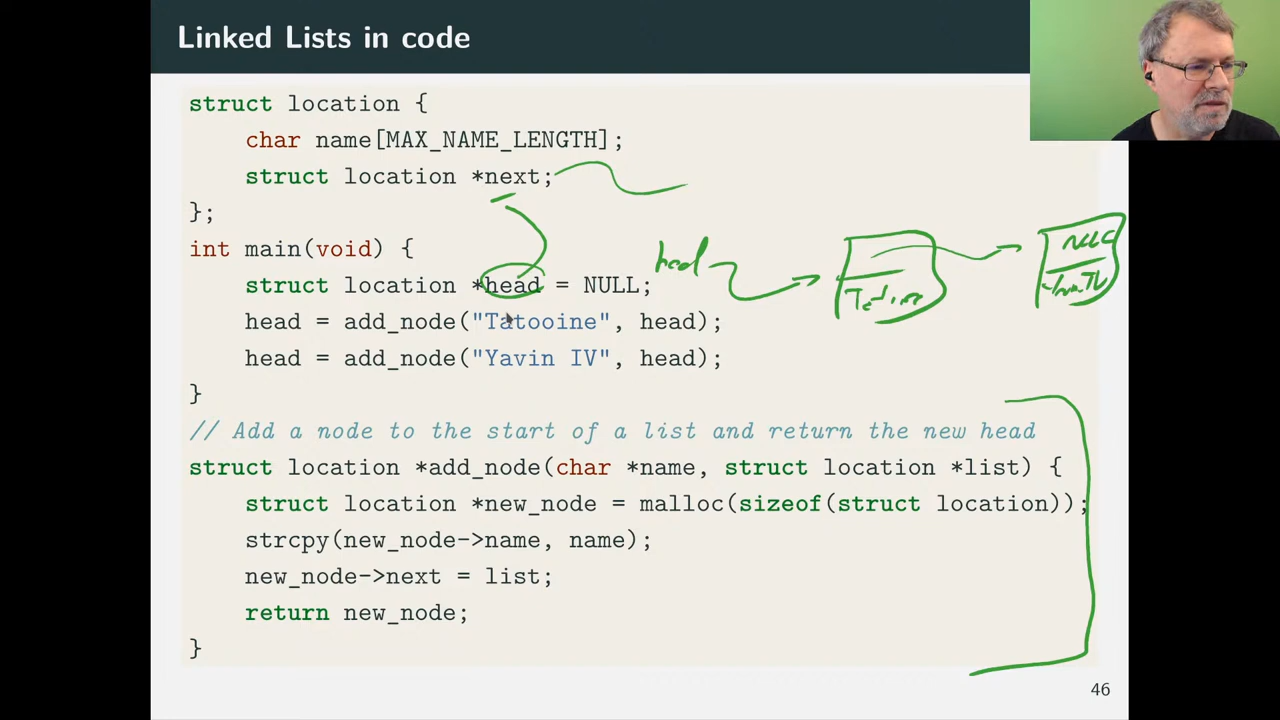 Linked Lists in code
struct location {
char name[MAX_NAME_LENGTH];
struct location *next;
};
int main(void) {
struct location *head = NULL;
head = add_node("Tatooine", head);
head = add_node("Yavin IV", head);
}
head
NULL
// Add a node to the start of a list and return the new head
struct location *add_node(char *name, struct location *list) {
struct location *new_node = malloc(sizeof(struct location));
strcpy(new_node->name, name);
new_node->next = list;
return new_node;
}
46